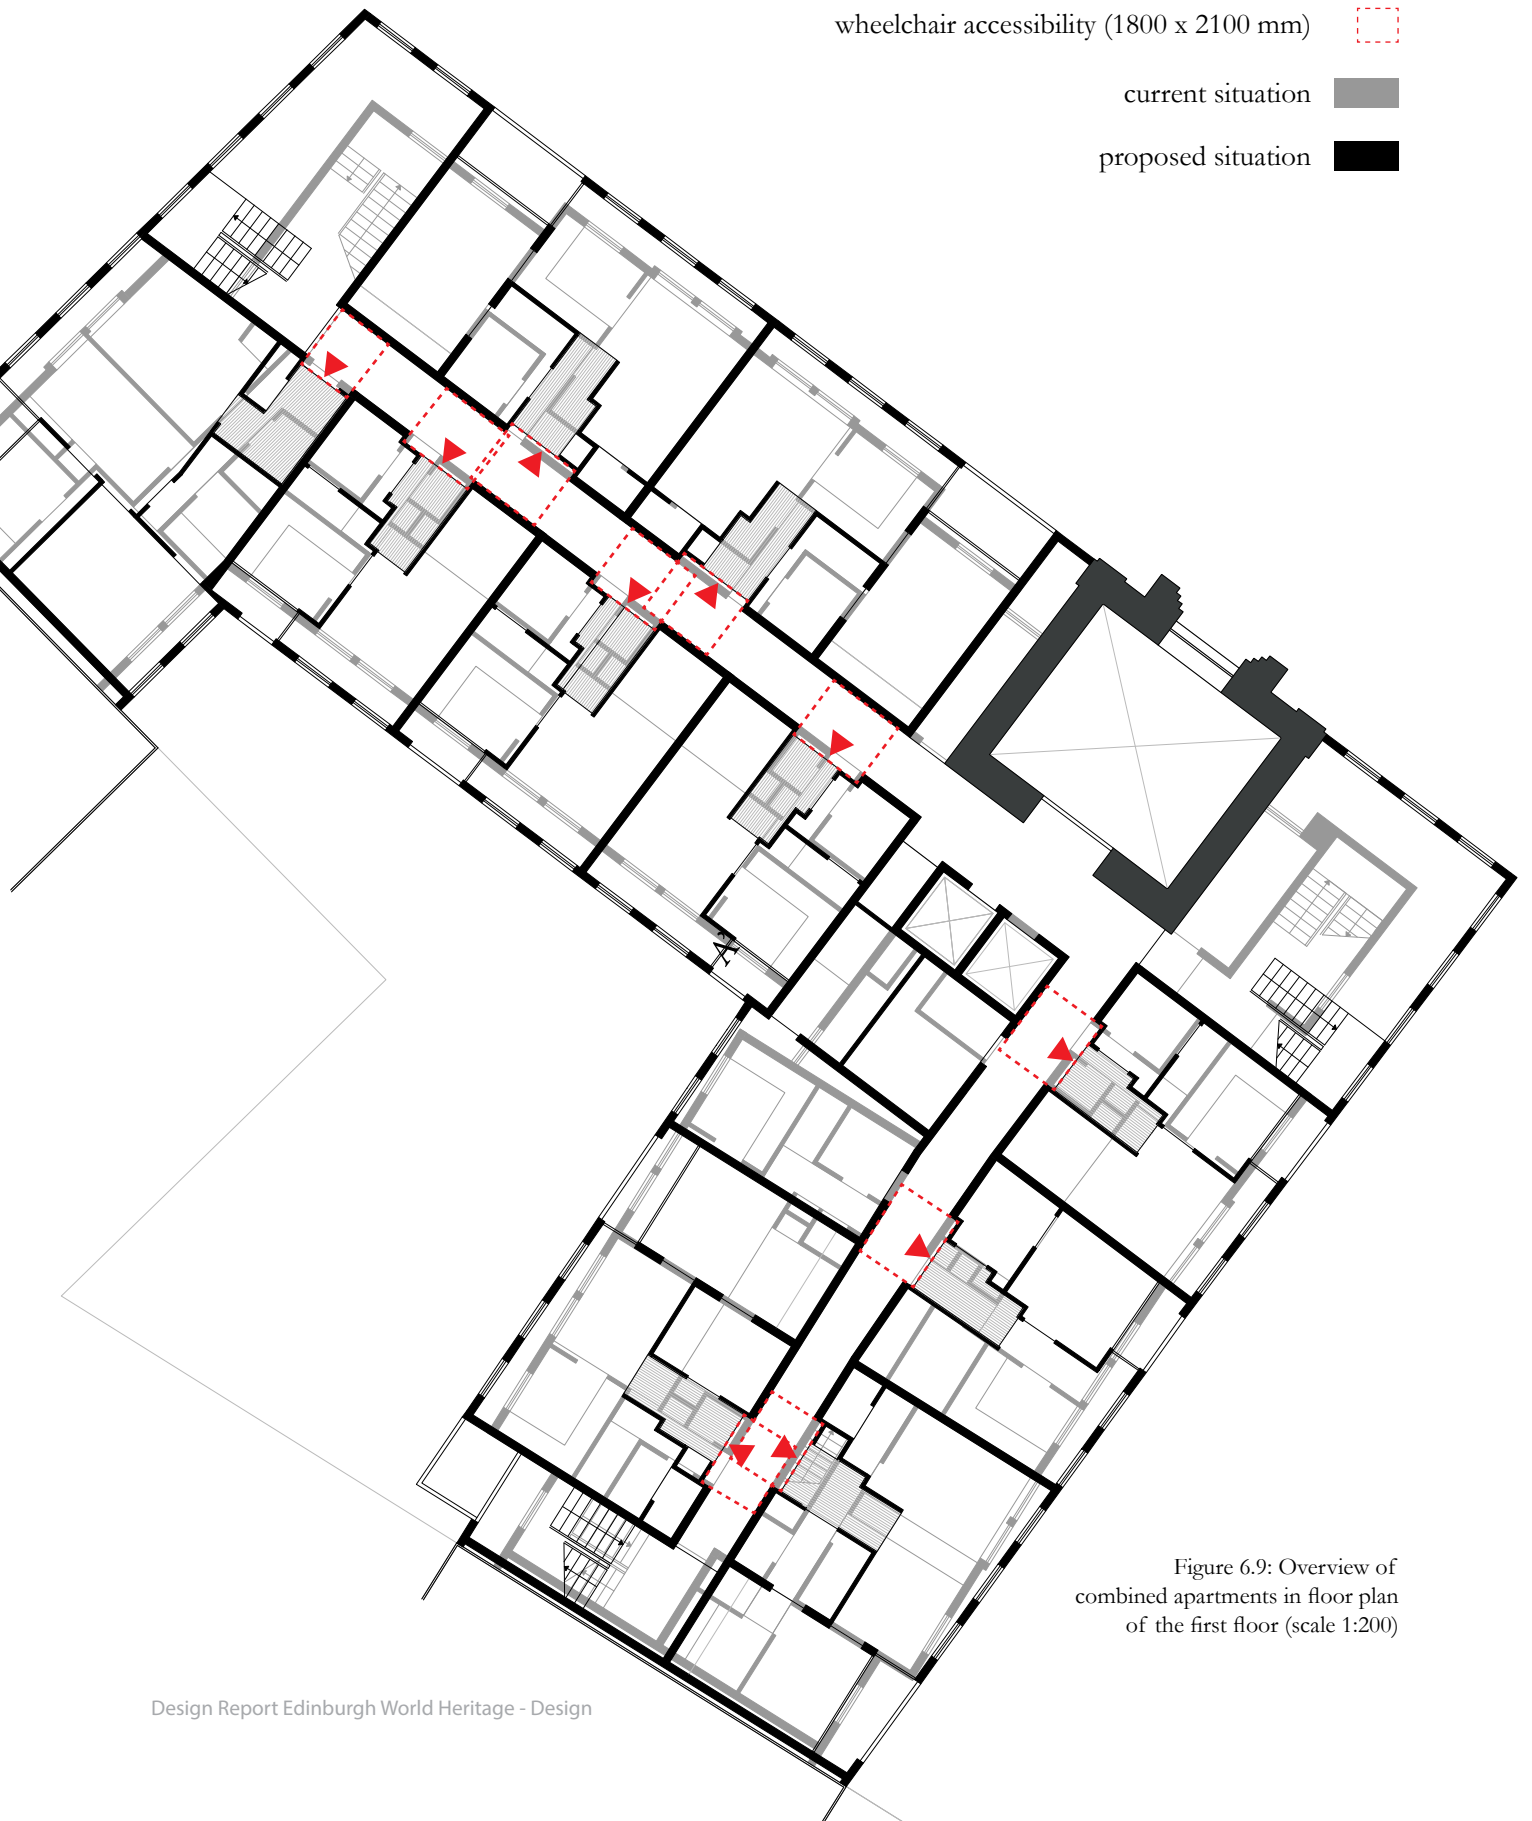 wheelchair accessibility (1800 x 2100 mm)
current situation
proposed situation
A'
Figure 6.9: Overview of
combined apartments in floor plan
of the first floor (scale 1:200)
Design Report Edinburgh World Heritage - Design